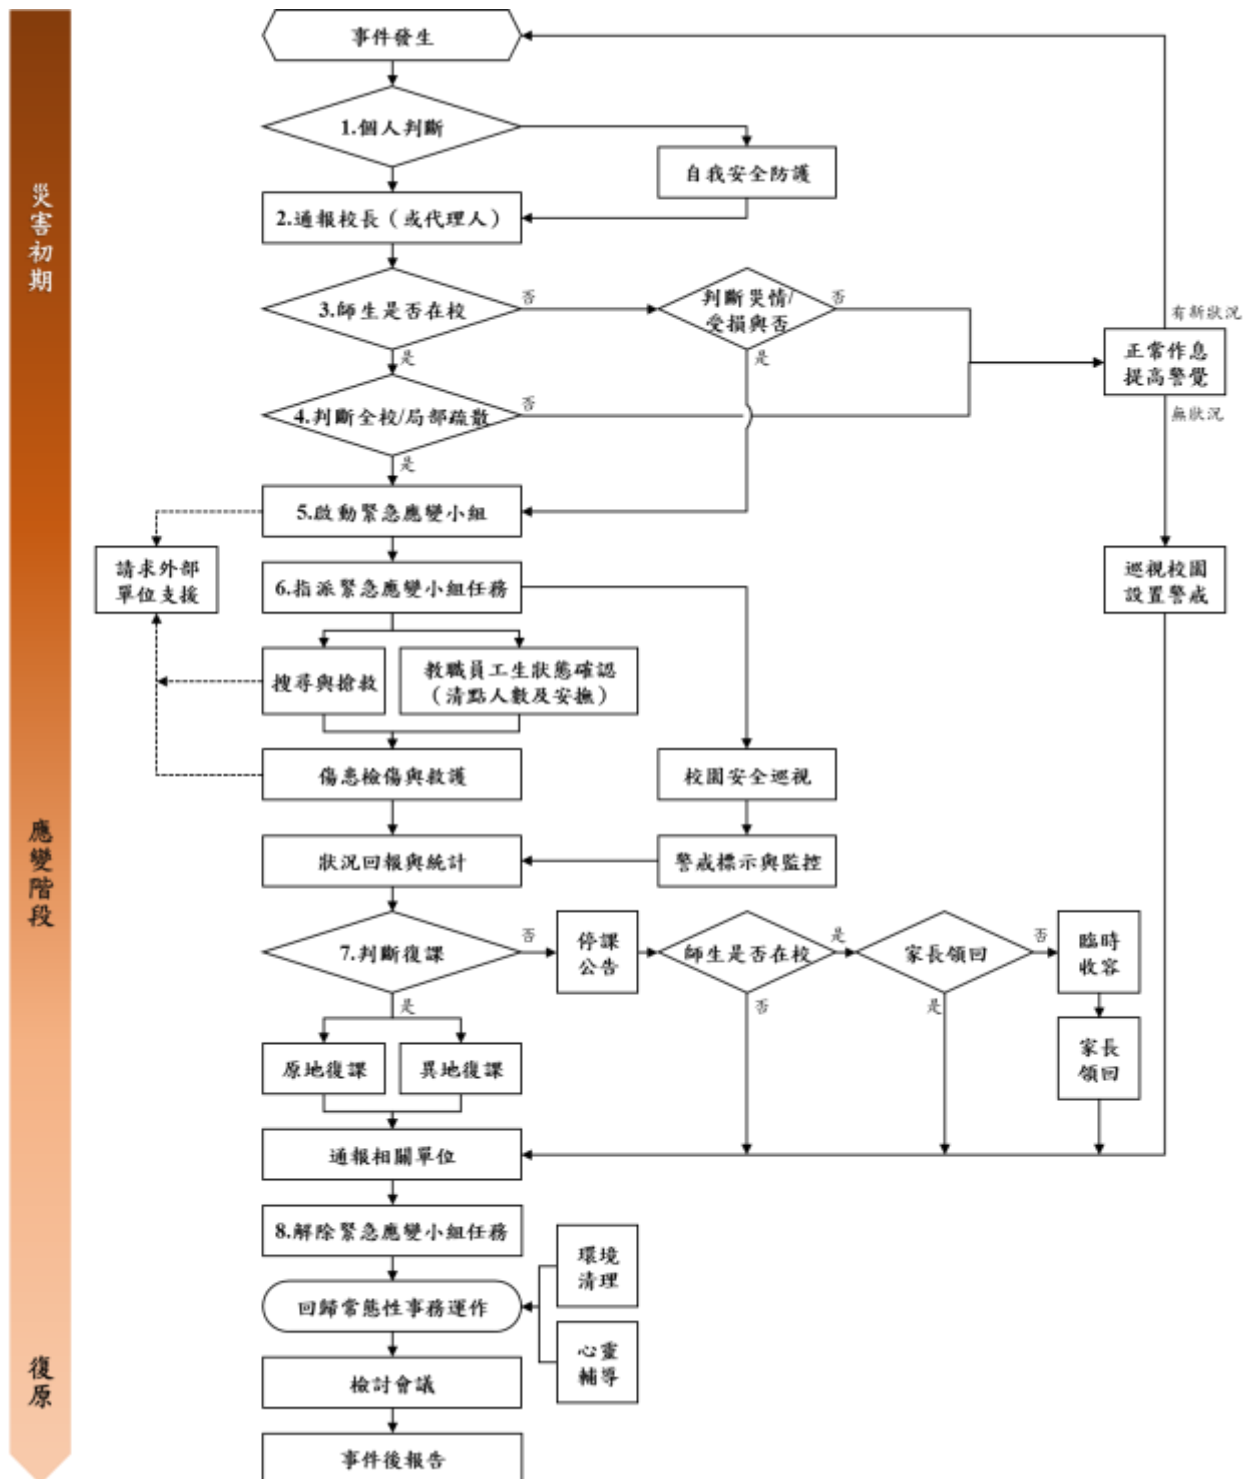 災害初期
應變階段
復原
事件發生
1.個人判斷
自我安全防護
2.通報校長（或代理人）
3.師生是否在校
否
是
判斷災情/
受損與否
否
是
有新狀況
正常作息
提高警覺
無狀況
4.判斷全校/局部疏散
否
是
5.啟動緊急應變小組
請求外部
單位支援
6.指派緊急應變小組任務
巡視校園
設置警戒
搜尋與搶救
教職員工生狀態確認
（清點人數及安撫）
傷患檢傷與救護
校園安全巡視
狀況回報與統計
警戒標示與監控
7.判斷復課
否
是
停課
公告
師生是否在校
是
否
家長領回
否
是
臨時
收容
家長
領回
原地復課
異地復課
通報相關單位
8.解除緊急應變小組任務
環境
清理
回歸常態性事務運作
心靈
輔導
檢討會議
事件後報告